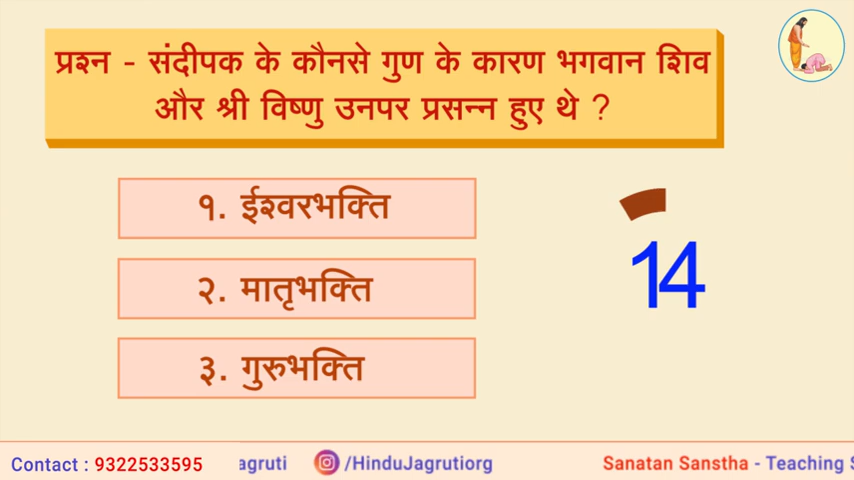 प्रश्न - संदीपक के कौनसे गुण के कारण भगवान शिव
और श्री विष्णु उनपर प्रसन्न हुए थे ?
१. ईश्वरभक्ति
14
२. मातृभक्ति
३. गुरुभक्ति
Contact : 9322533595 agruti /HinduJagrutiorg Sanatan Sanstha - Teaching S